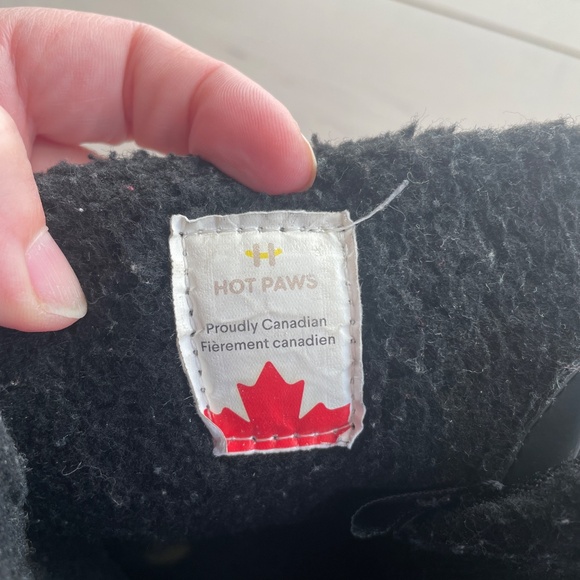 H
HOT PAWS
Proudly Canadian
Fièrement canadien